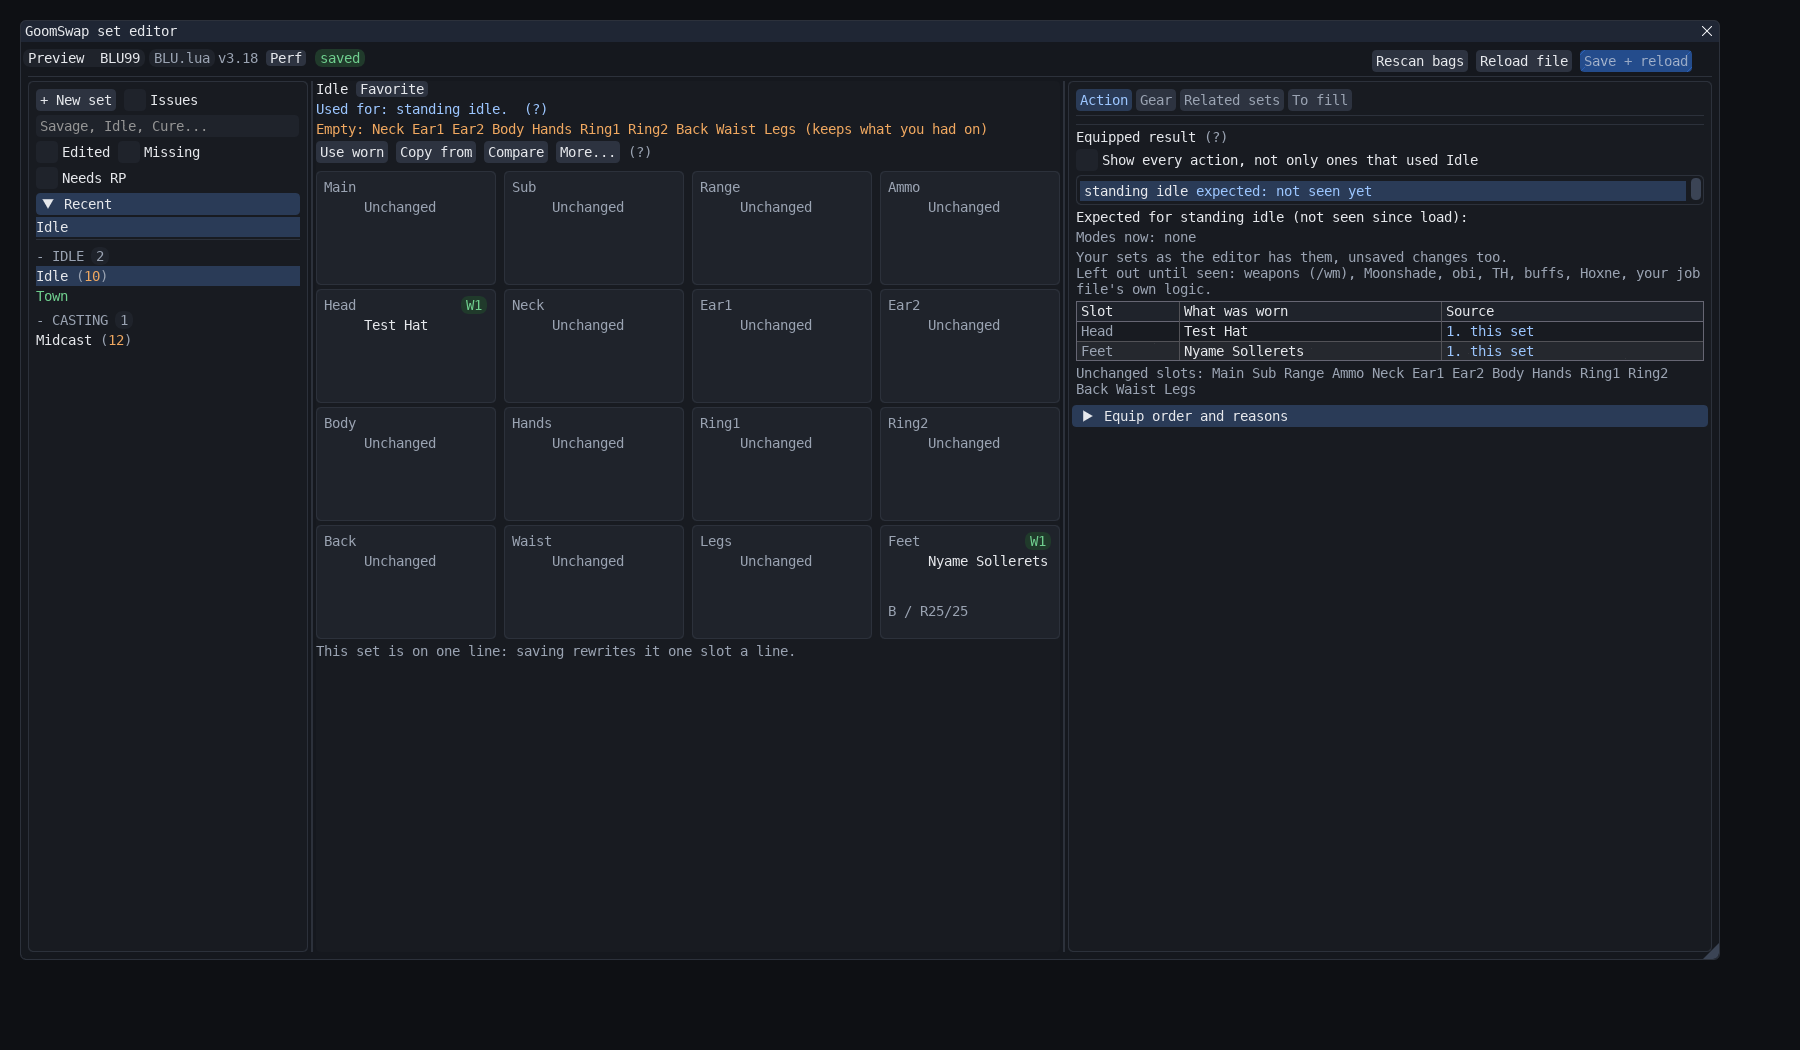 GoomSwap set editor
Preview BLU99 BLU.lua v3.18 Perf saved
Rescan bags Reload file Save + reload
+ New set Issues
Savage, Idle, Cure...
Edited Missing
Needs RP
Recent
Idle
- IDLE 2
Idle (10)
Town
- CASTING 1
Midcast (12)
Idle Favorite
Used for: standing idle. (?)
Empty: Neck Ear1 Ear2 Body Hands Ring1 Ring2 Back Waist Legs (keeps what you had on)
Use worn Copy from Compare More... (?)
Main Sub Range Ammo
Unchanged Unchanged Unchanged Unchanged
Head W1 Neck Ear1 Ear2
Test Hat Unchanged Unchanged Unchanged
Body Hands Ring1 Ring2
Unchanged Unchanged Unchanged Unchanged
Back Waist Legs Feet W1
Unchanged Unchanged Unchanged Nyame Sollerets
B / R25/25
This set is on one line: saving rewrites it one slot a line.
Action Gear Related sets To fill
Equipped result (?)
Show every action, not only ones that used Idle
standing idle expected: not seen yet
Expected for standing idle (not seen since load):
Modes now: none
Your sets as the editor has them, unsaved changes too.
Left out until seen: weapons (/wm), Moonshade, obi, TH, buffs, Hoxne, your job
file's own logic.
Slot What was worn Source
Head Test Hat 1. this set
Feet Nyame Sollerets 1. this set
Unchanged slots: Main Sub Range Ammo Neck Ear1 Ear2 Body Hands Ring1 Ring2
Back Waist Legs
Equip order and reasons